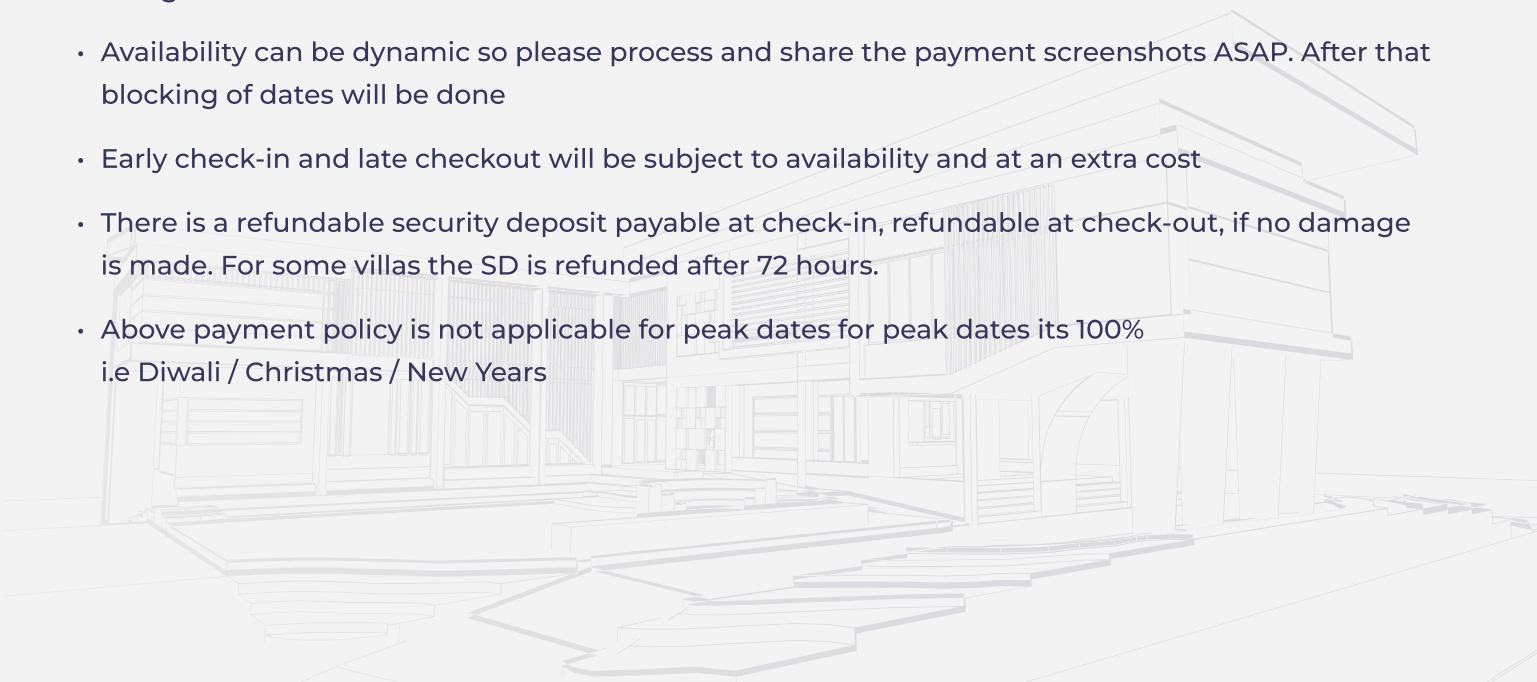 • Availability can be dynamic so please process and share the payment screenshots ASAP. After that
blocking of dates will be done
• Early check-in and late checkout will be subject to availability and at an extra cost
• There is a refundable security deposit payable at check-in, refundable at check-out, if no damage
is made. For some villas the SD is refunded after 72 hours.
• Above payment policy is not applicable for peak dates for peak dates its 100%
i.e Diwali / Christmas / New Years